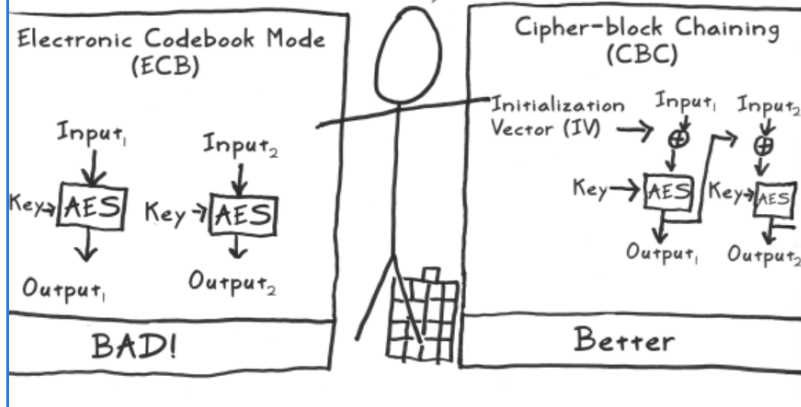 Electronic Codebook Mode
(ECB)
Input₁
Input₂
Key
AES
Key
AES
Output₁
Output₂
BAD!
Cipher-block Chaining
(CBC)
Initialization
Vector (IV)
Input₁
Input₂
Key
AES
Key
AES
Output₁
Output₂
Better